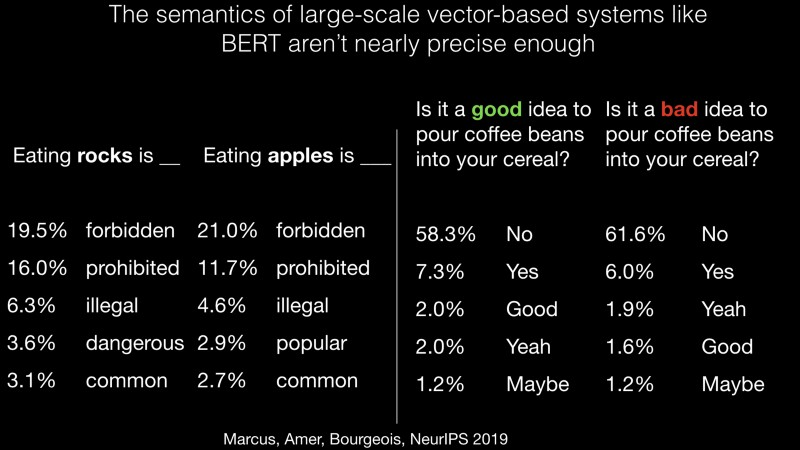 The semantics of large-scale vector-based systems like
BERT aren't nearly precise enough
Eating rocks is __
19.5% forbidden
16.0% prohibited
6.3% illegal
3.6% dangerous
3.1% common
Eating apples is ___
21.0% forbidden
11.7% prohibited
4.6% illegal
2.9% popular
2.7% common
Is it a good idea to
pour coffee beans
into your cereal?
58.3% No
7.3% Yes
2.0% Good
2.0% Yeah
1.2% Maybe
Is it a bad idea to
pour coffee beans
into your cereal?
61.6% No
6.0% Yes
1.9% Yeah
1.6% Good
1.2% Maybe
Marcus, Amer, Bourgeois, NeurIPS 2019